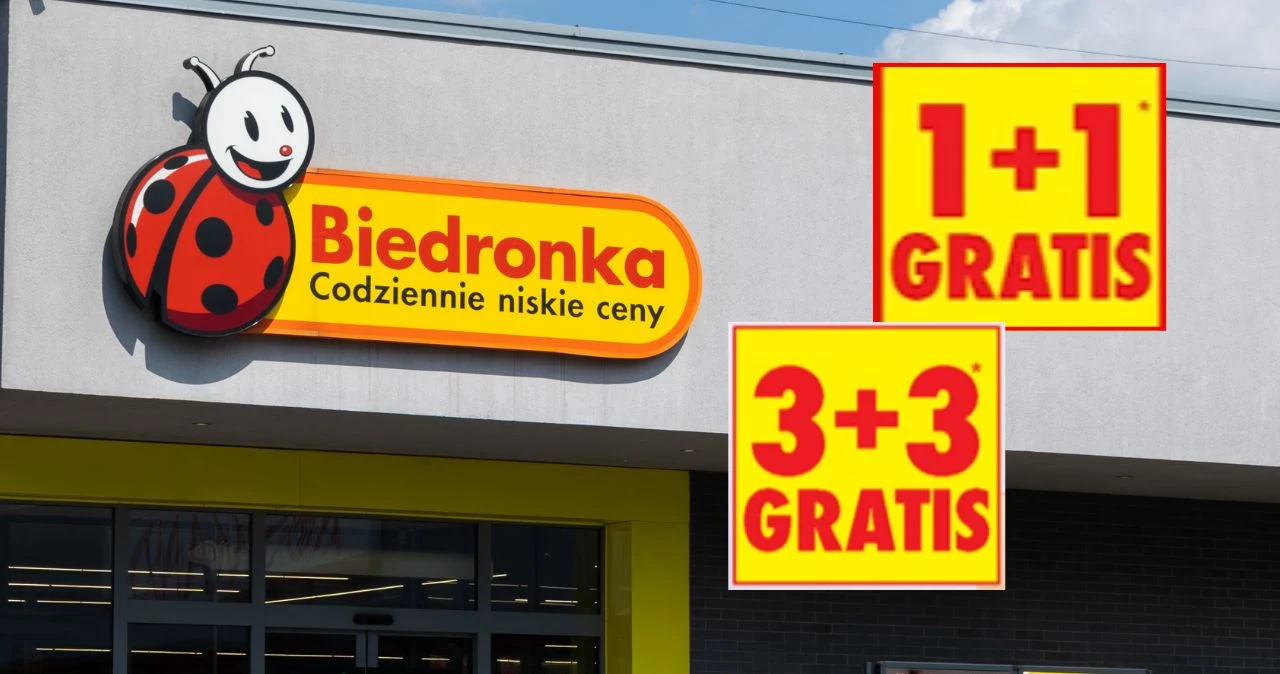 Biedronka
Codziennie niskie ceny
1+1*
GRATIS
3+3*
GRATIS